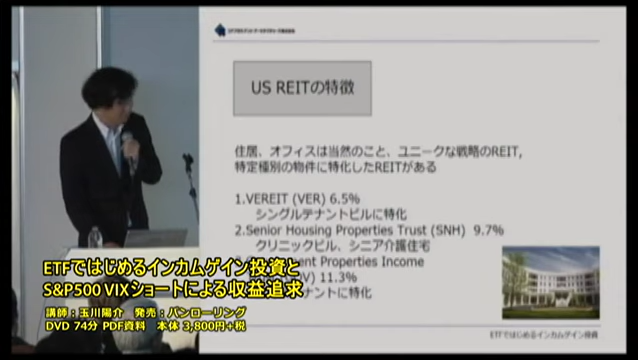 US REITの特徴
住居、オフィスは当然のこと、ユニークな戦略のREIT,
特定種別の物件に特化したREITがある
1.VEREIT (VER) 6.5%
シングルテナントビルに特化
2.Senior Housing Properties Trust (SNH) 9.7%
クリニックビル、シニア介護住宅
ent Properties Income
V) 11.3%
ナントに特化
ETFではじめるインカムゲイン投資と
S&P500 VIXショートによる収益追求
講師:玉川陽介 発売:パンローリング
DVD 74分 PDF資料 本体 3,800円+税
ETFではじめるインカムゲイン投資